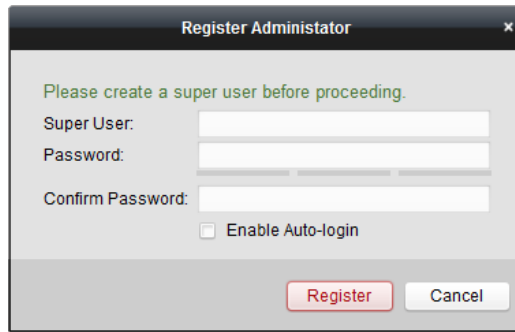 Register Administator
×
Please create a super user before proceeding.
Super User:
Password:
Confirm Password:
Enable Auto-login
Register
Cancel